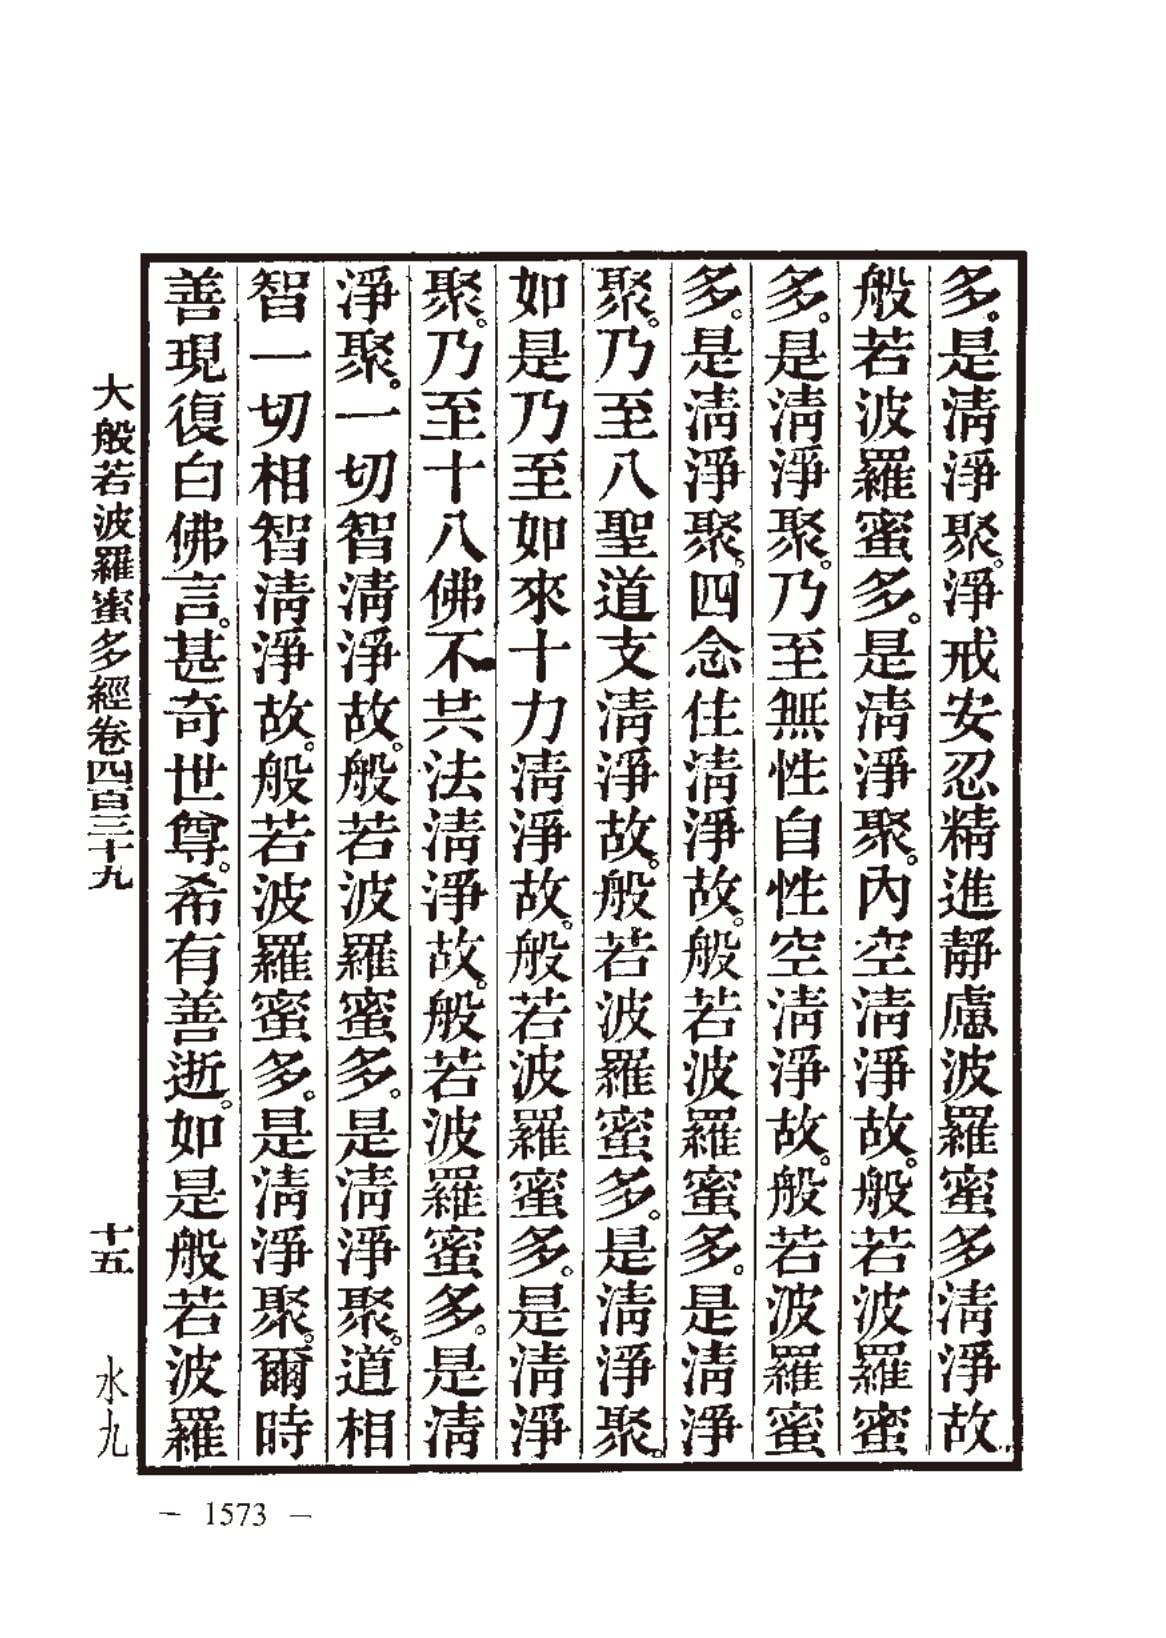 多。是清淨聚。淨戒安忍精進靜慮波羅蜜多清淨故
般若波羅蜜多。是清淨聚。內空清淨故。般若波羅蜜
多。是清淨聚。乃至無性自性空清淨故。般若波羅蜜
多。是清淨聚。四念住清淨故。般若波羅蜜多。是清淨
聚。乃至八聖道支清淨故。般若波羅蜜多。是清淨聚。
如是乃至如來十力清淨故。般若波羅蜜多。是清淨
聚。乃至十八佛不共法清淨故。般若波羅蜜多。是清
淨聚。一切智清淨故。般若波羅蜜多。是清淨聚。道相
智一切相智清淨故。般若波羅蜜多。是清淨聚。爾時
善現復白佛言。甚奇世尊。希有善逝。如是般若波羅
大般若波羅蜜多經卷四百三十九 十五 水九
— 1573 —